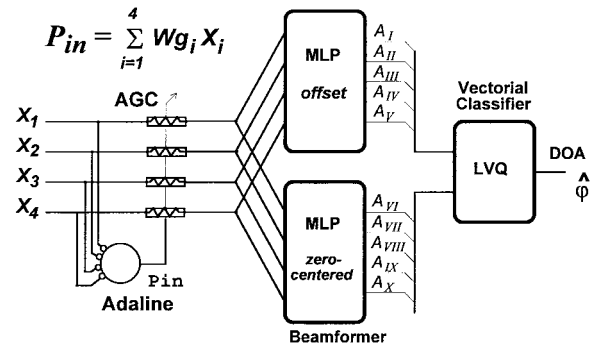 4
P_in = Σ Wg_i X_i
i=1
AGC
X_1
X_2
X_3
X_4
Pin
Adaline
MLP
offset
A_I
A_II
A_III
A_IV
A_V
MLP
zero-
centered
A_VI
A_VII
A_VIII
A_IX
A_X
Beamformer
Vectorial
Classifier
LVQ
DOA
φ̂